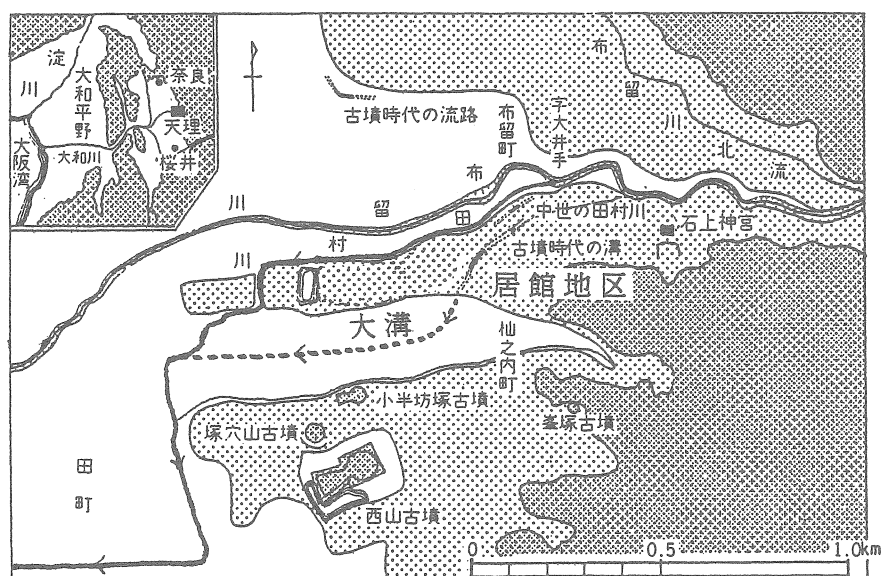 淀川
大和平野
奈良
天理
大和川
桜井
大阪湾
古墳時代の流路
布留町
字大井手
布留川北流
布留川
田村川
中世の田村川
石上神宮
古墳時代の溝
居館地区
大溝
杣之内町
小半坊塚古墳
塚穴山古墳
峯塚古墳
西山古墳
田町
0 0.5 1.0km